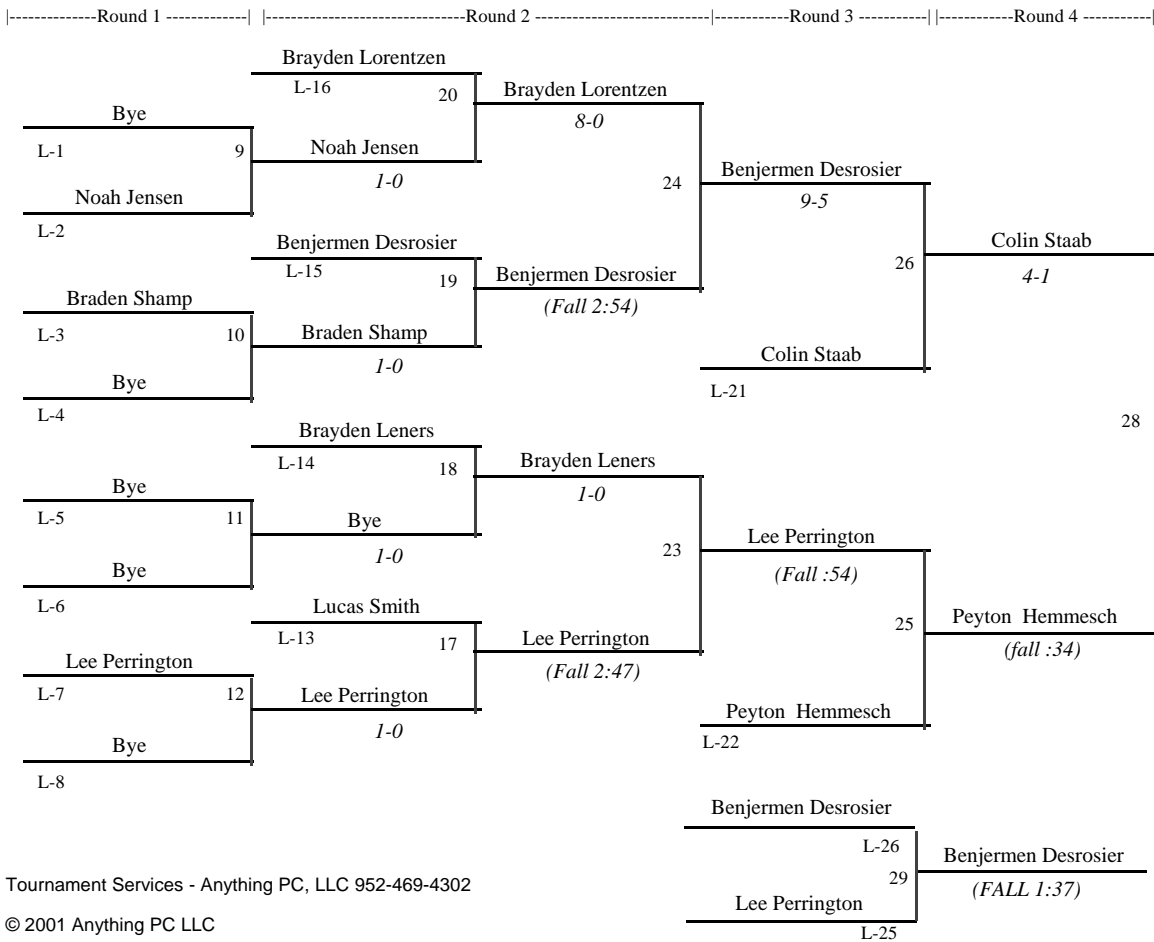 |--------------Round 1 -------------| |--------------------------------Round 2 ----------------------------|------------Round 3 -----------| |------------Round 4 -----------|
Brayden Lorentzen
L-16
20
Brayden Lorentzen
8-0
Bye
L-1
9
Noah Jensen
1-0
Noah Jensen
L-2
24
Benjermen Desrosier
9-5
Benjermen Desrosier
L-15
19
Benjermen Desrosier
(Fall 2:54)
Colin Staab
4-1
26
Braden Shamp
L-3
10
Braden Shamp
1-0
Bye
L-4
Colin Staab
L-21
28
Brayden Leners
L-14
18
Brayden Leners
1-0
Bye
L-5
11
Bye
1-0
Bye
L-6
23
Lee Perrington
(Fall :54)
Lucas Smith
L-13
17
Lee Perrington
(Fall 2:47)
25
Peyton  Hemmesch
(fall :34)
Lee Perrington
L-7
12
Lee Perrington
1-0
Bye
L-8
Peyton  Hemmesch
L-22
Benjermen Desrosier
L-26
29
Benjermen Desrosier
(FALL 1:37)
Lee Perrington
L-25
Tournament Services - Anything PC, LLC 952-469-4302
© 2001 Anything PC LLC